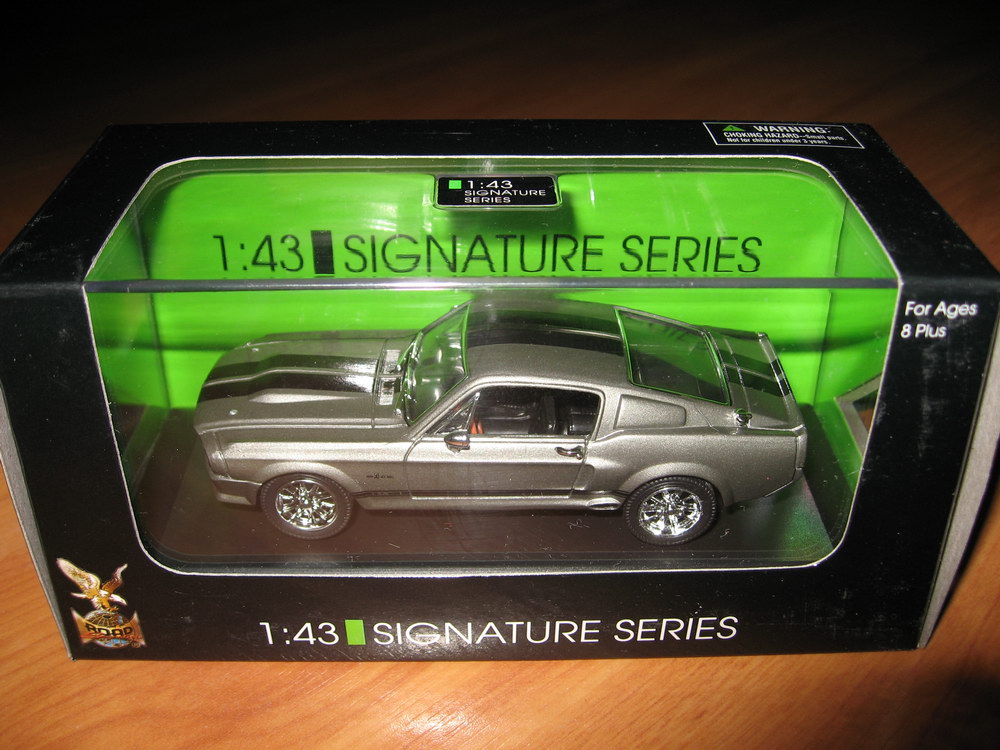 WARNING:
CHOKING HAZARD—Small parts
Not for children under 3 years.
1:43
SIGNATURE
SERIES
1:43 SIGNATURE SERIES
For Ages
8 Plus
ROAD
1:43 SIGNATURE SERIES